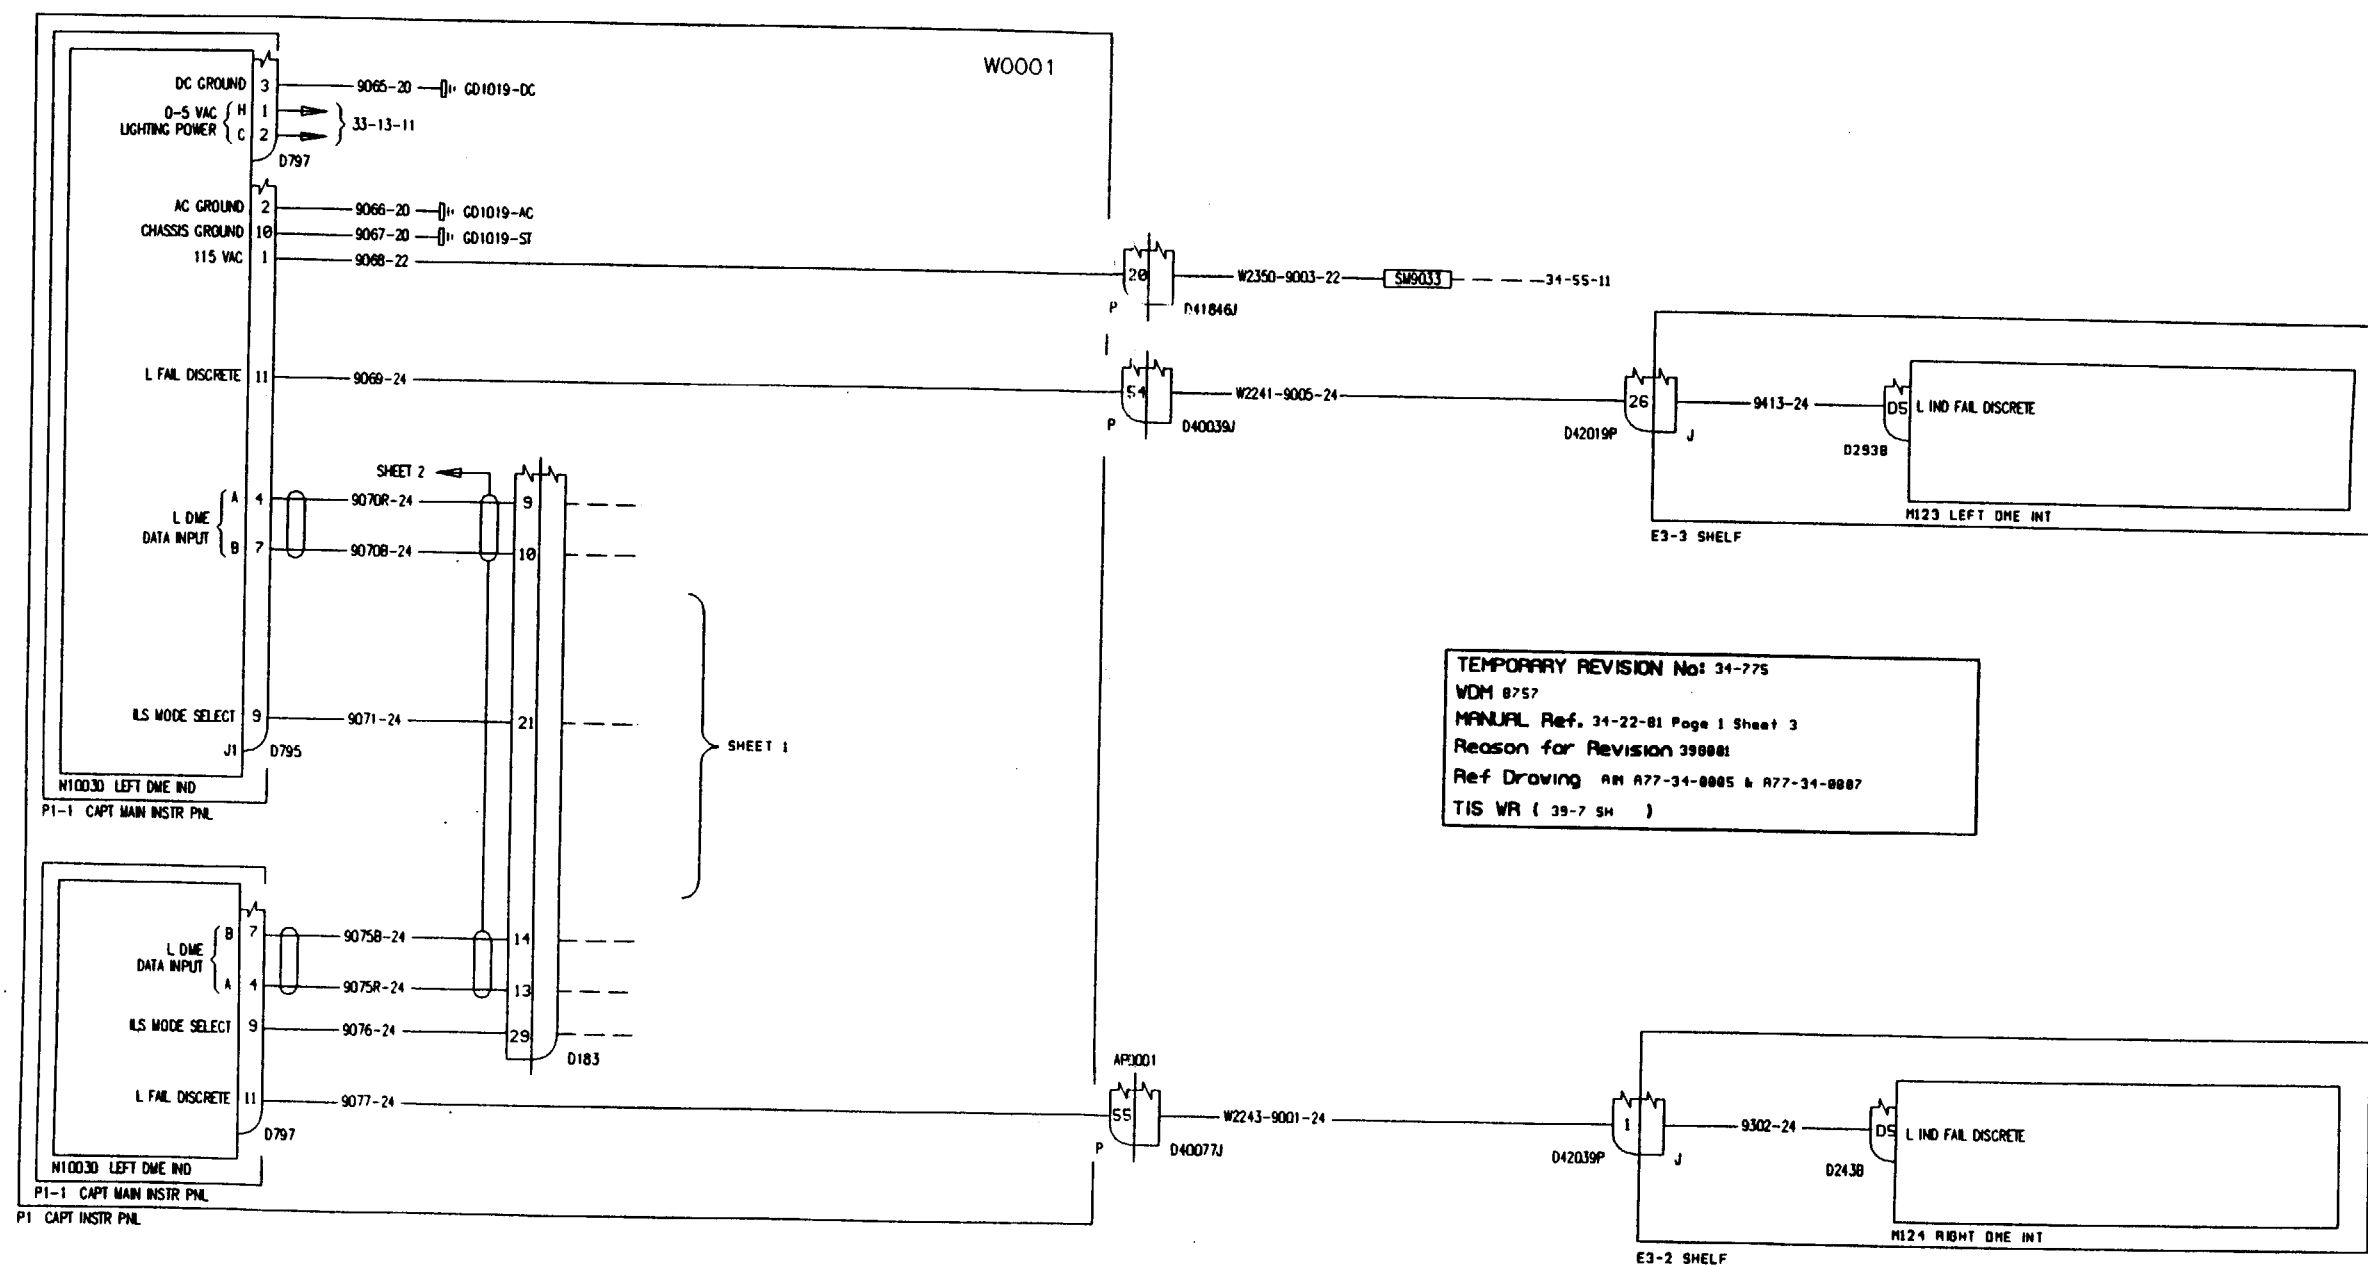 W0001
DC GROUND 3 9065-20 GD1019-DC
0-5 VAC H 1
LIGHTING POWER C 2 33-13-11
D797
AC GROUND 2 9066-20 GD1019-AC
CHASSIS GROUND 10 9067-20 GD1019-ST
115 VAC 1 9068-22 20 W2350-9003-22 SM9033 34-55-11
P D41846J
L FAIL DISCRETE 11 9069-24 54 W2241-9005-24 26 9413-24 D5 L IND FAIL DISCRETE
P D40039J D42019P J D293B
M123 LEFT DME INT
E3-3 SHELF
SHEET 2
A 4 9070R-24 9
L DME
DATA INPUT
B 7 9070B-24 10
ILS MODE SELECT 9 9071-24 21
SHEET 1
J1 D795
N10030 LEFT DME IND
P1-1 CAPT MAIN INSTR PNL
TEMPORARY REVISION No: 34-775
WDM 8757
MANUAL Ref. 34-22-81 Page 1 Sheet 3
Reason for Revision 390001
Ref Drawing AIM A77-34-0005 & A77-34-0007
TIS WR ( 39-7 SH )
B 7 9075B-24 14
L DME
DATA INPUT
A 4 9075R-24 13
ILS MODE SELECT 9 9076-24 29
D183
AP0001
L FAIL DISCRETE 11 9077-24 55 W2243-9001-24 1 9302-24 D5 L IND FAIL DISCRETE
D797 P D40077J D42039P J D243B
N10030 LEFT DME IND
P1-1 CAPT MAIN INSTR PNL
P1 CAPT INSTR PNL
M124 RIGHT DME INT
E3-2 SHELF